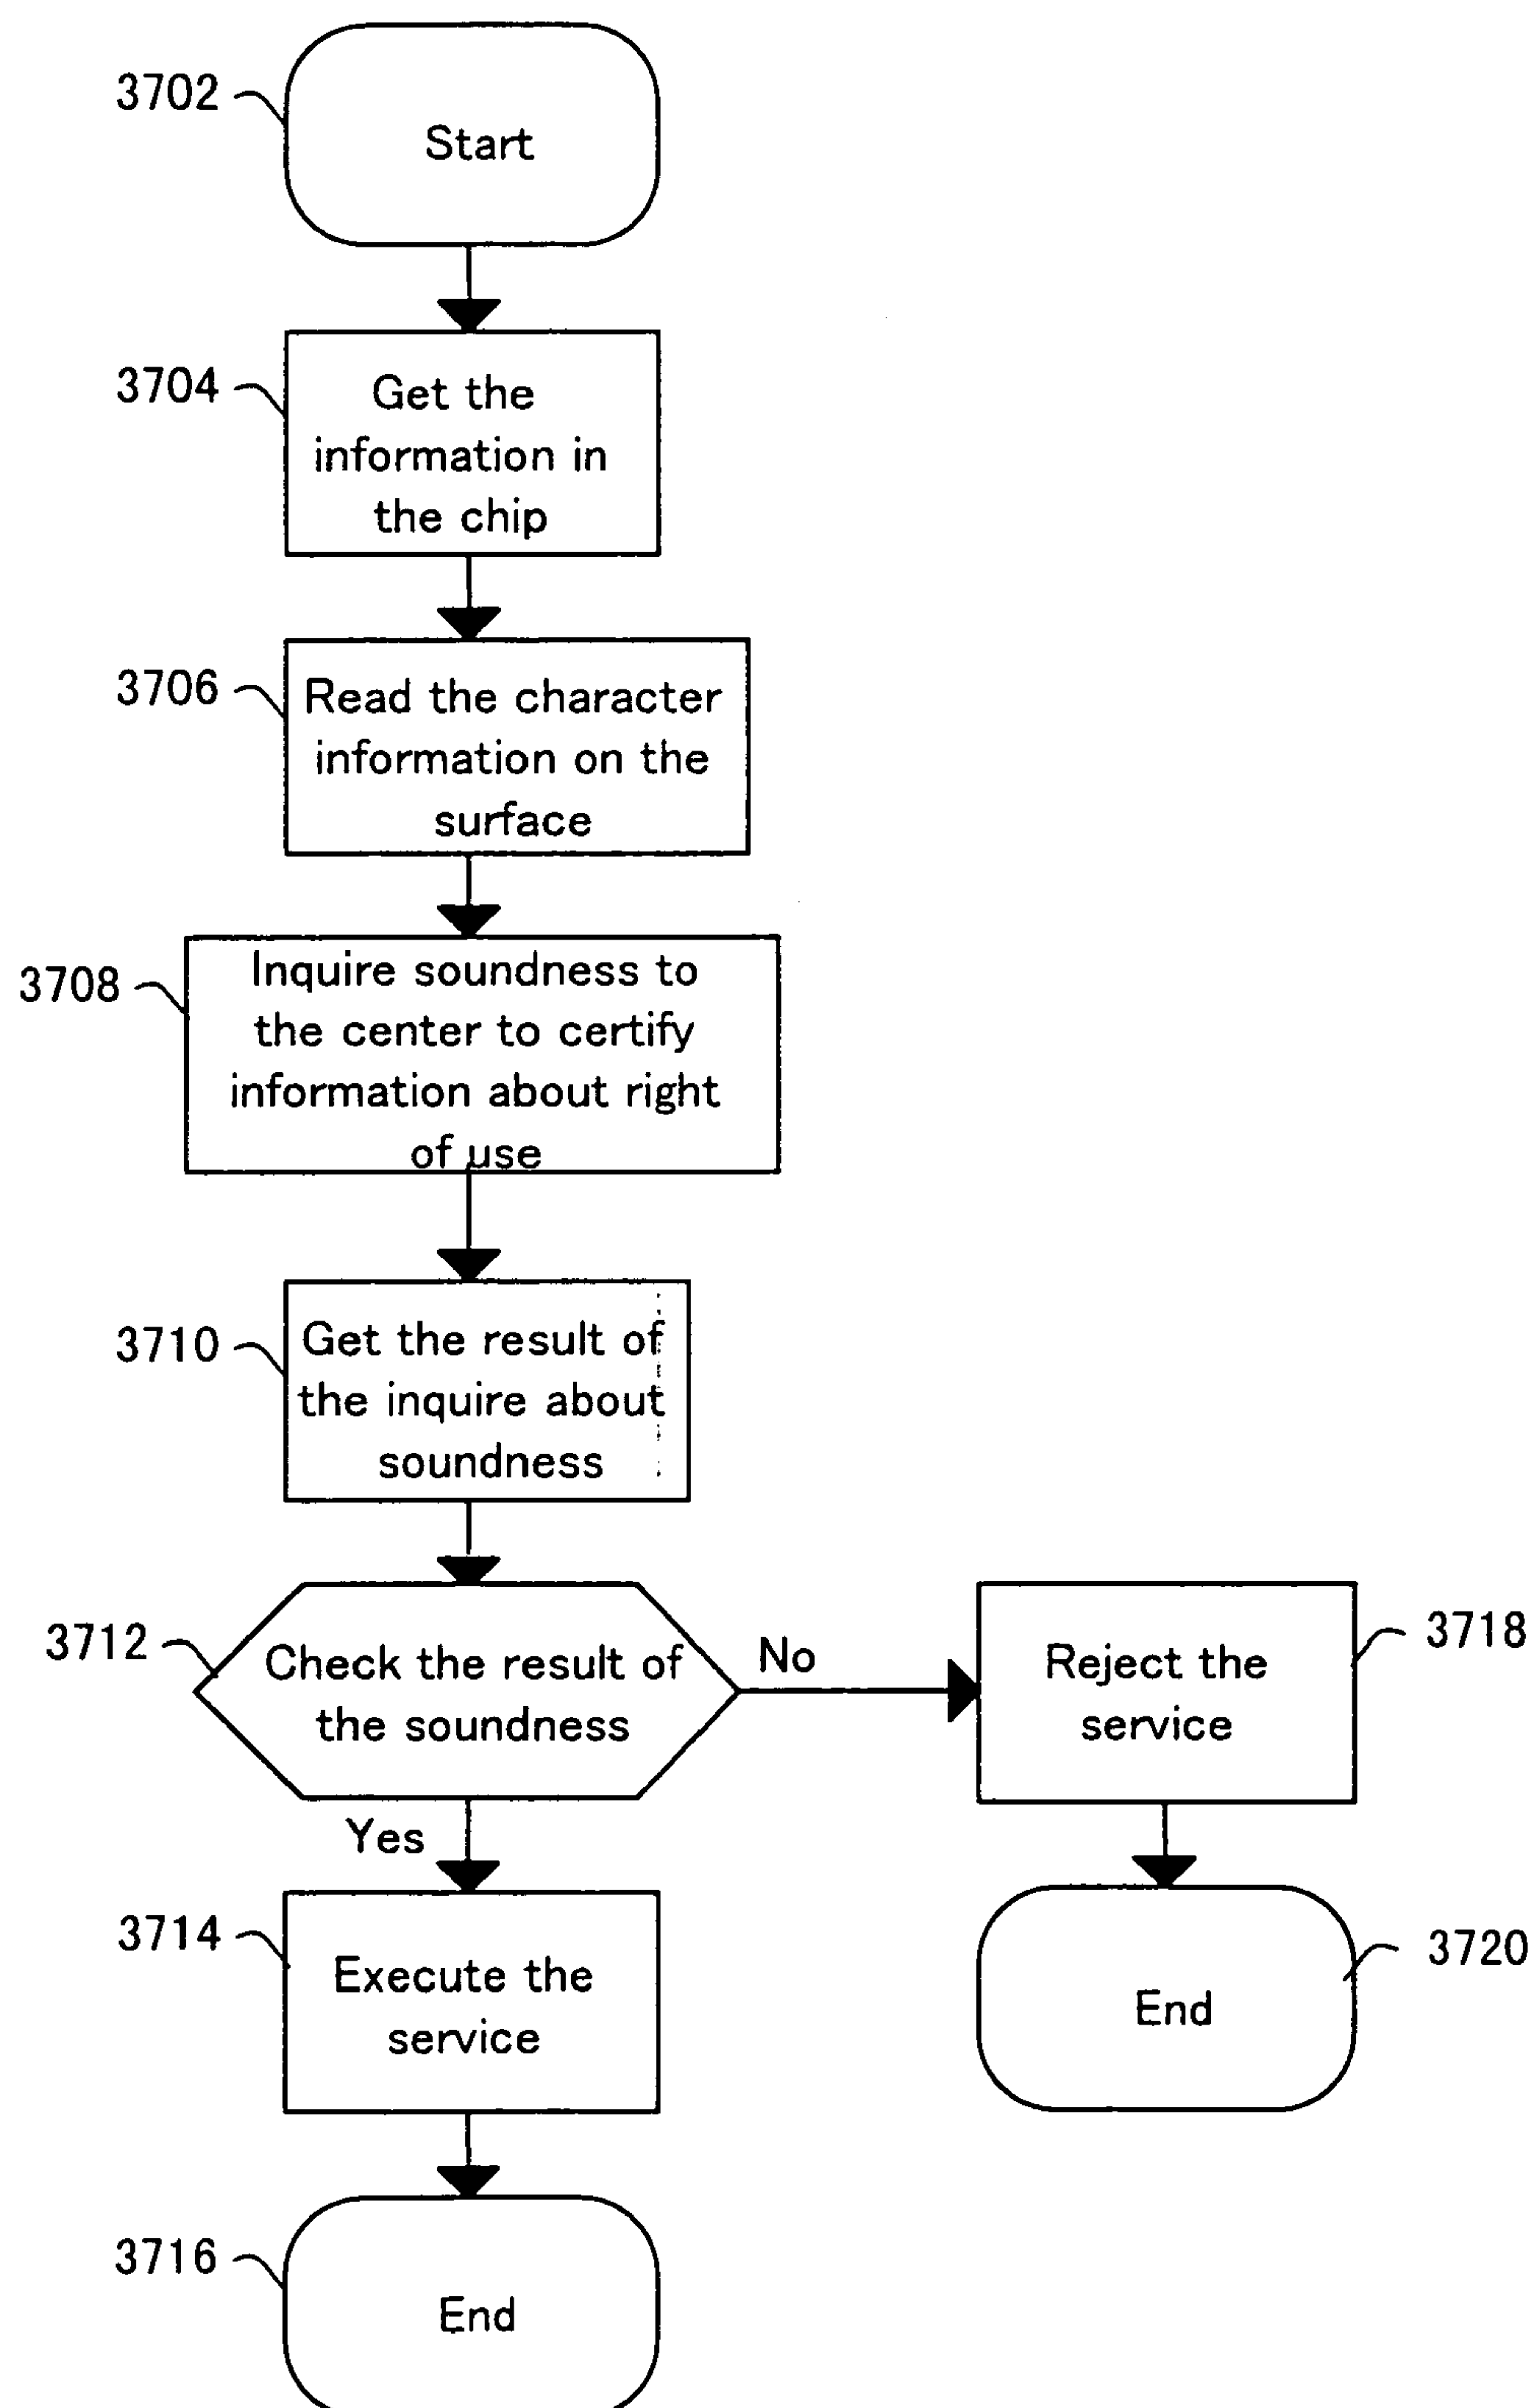 3702
Start
3704
Get the
information in
the chip
3706
Read the character
information on the
surface
3708
Inquire soundness to
the center to certify
information about right
of use
3710
Get the result of
the inquire about
soundness
3712
Check the result of
the soundness
No
Reject the
service
3718
Yes
3714
Execute the
service
End
3720
3716
End